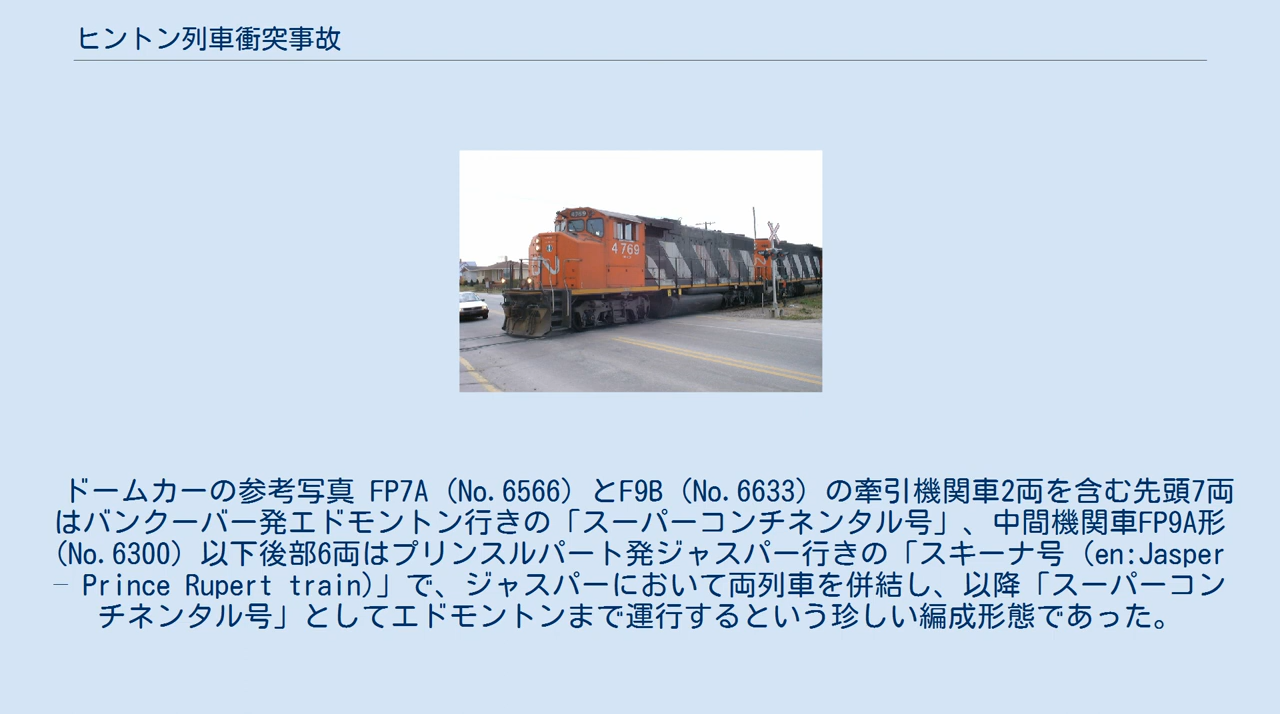 ヒントン列車衝突事故
4769
ドームカーの参考写真 FP7A（No.6566）とF9B（No.6633）の牽引機関車2両を含む先頭7両
はバンクーバー発エドモントン行きの「スーパーコンチネンタル号」、中間機関車FP9A形
（No.6300）以下後部6両はプリンスルパート発ジャスパー行きの「スキーナ号（en:Jasper
– Prince Rupert train)」で、ジャスパーにおいて両列車を併結し、以降「スーパーコン
チネンタル号」としてエドモントンまで運行するという珍しい編成形態であった。